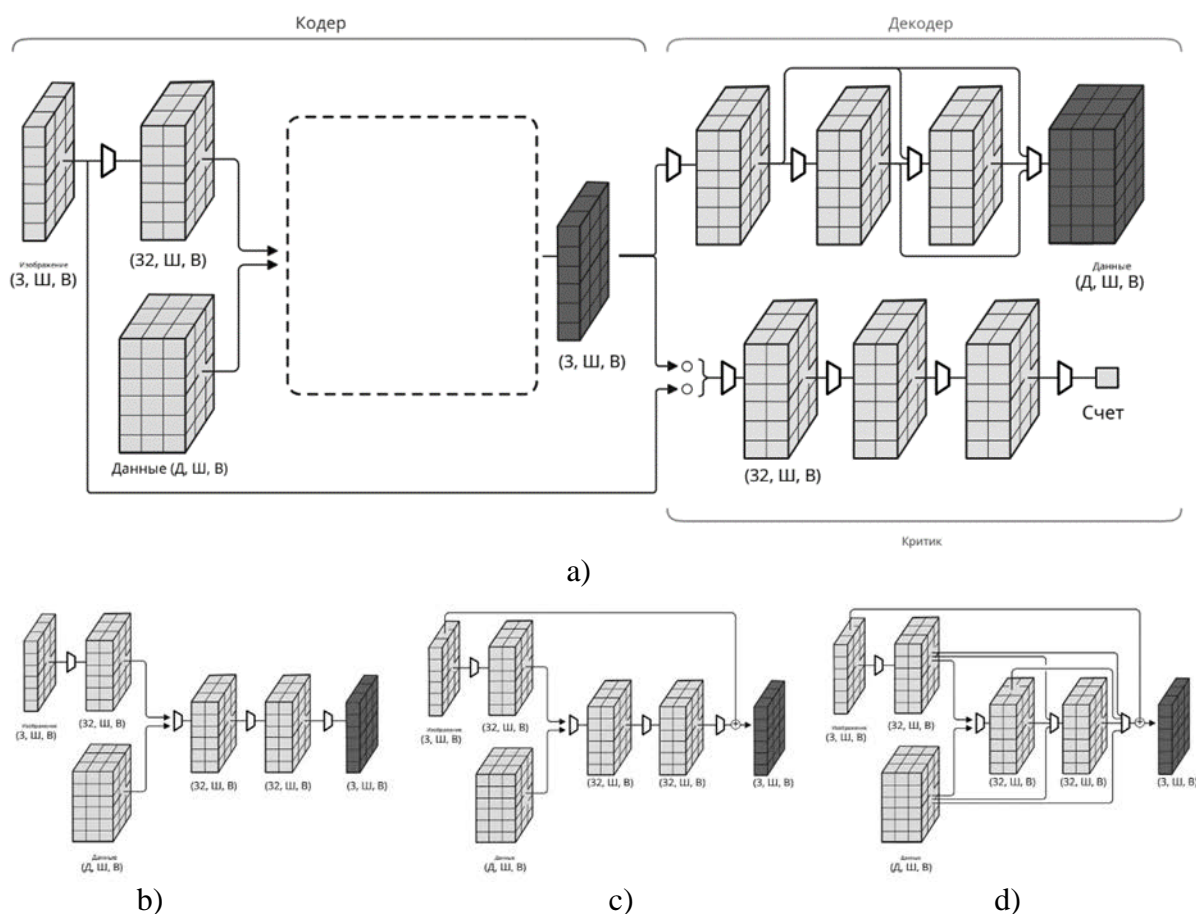 Кодер
Декодер
Изображение
(3, Ш, В)
(32, Ш, В)
Данные (Д, Ш, В)
(3, Ш, В)
Данные
(Д, Ш, В)
(32, Ш, В)
Счет
Критик
a)
Изображение
(3, Ш, В)
(32, Ш, В)
(32, Ш, В)
(32, Ш, В)
(3, Ш, В)
Данные
(Д, Ш, В)
b)
Изображение
(3, Ш, В)
(32, Ш, В)
(32, Ш, В)
(32, Ш, В)
(3, Ш, В)
Данные
(Д, Ш, В)
c)
Изображение
(3, Ш, В)
(32, Ш, В)
(32, Ш, В)
(32, Ш, В)
(3, Ш, В)
Данные
(Д, Ш, В)
d)